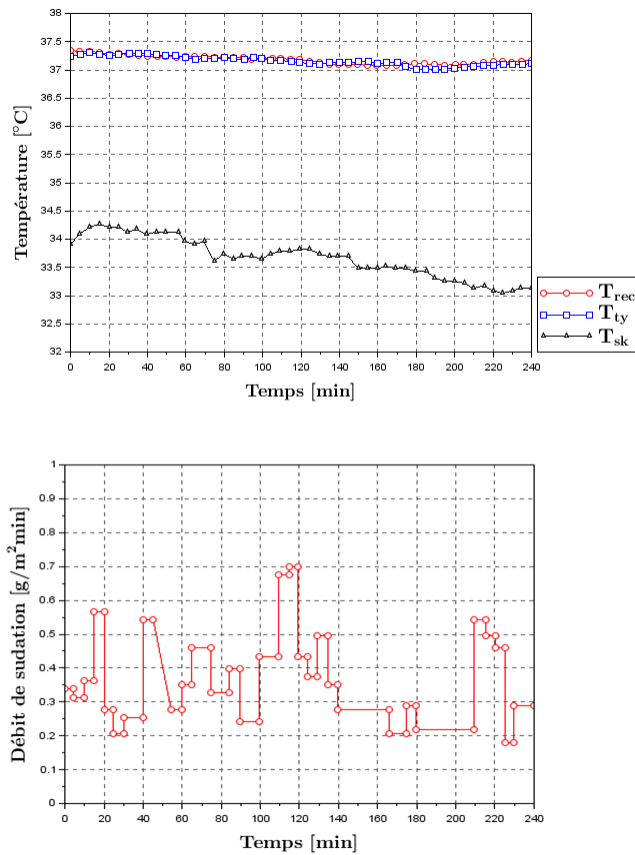 38
37.5
37
36.5
36
35.5
35
34.5
34
33.5
33
32.5
32
Température [°C]
0 20 40 60 80 100 120 140 160 180 200 220 240
Temps [min]
T_rec
T_ty
T_sk
1
0.9
0.8
0.7
0.6
0.5
0.4
0.3
0.2
0.1
0
Débit de sudation [g/m²min]
0 20 40 60 80 100 120 140 160 180 200 220 240
Temps [min]